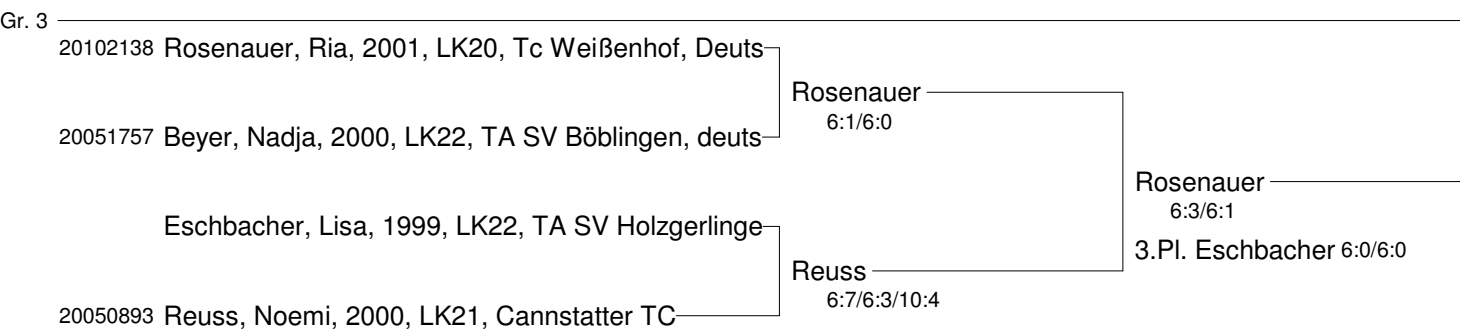 Gr. 3
20102138 Rosenauer, Ria, 2001, LK20, Tc Weißenhof, Deuts
Rosenauer
6:1/6:0
20051757 Beyer, Nadja, 2000, LK22, TA SV Böblingen, deuts
Rosenauer
6:3/6:1
Eschbacher, Lisa, 1999, LK22, TA SV Holzgerlinge
3.Pl. Eschbacher 6:0/6:0
Reuss
6:7/6:3/10:4
20050893 Reuss, Noemi, 2000, LK21, Cannstatter TC